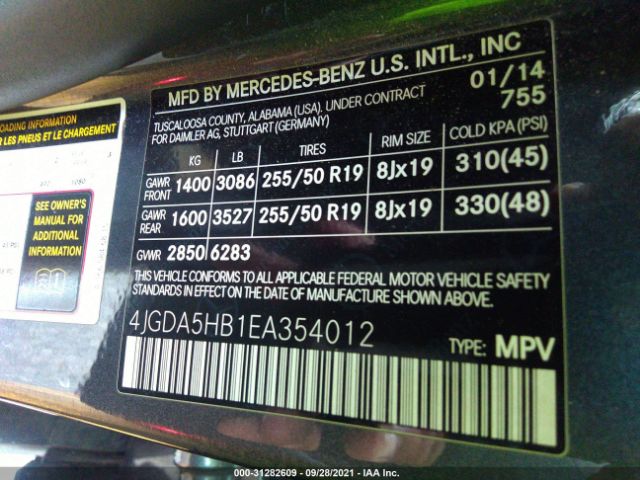 MFD BY MERCEDES-BENZ U.S. INTL., INC
TUSCALOOSA COUNTY, ALABAMA (USA). UNDER CONTRACT
FOR DAIMLER AG, STUTTGART (GERMANY)
01/14
755
KG LB TIRES RIM SIZE COLD KPA(PSI)
GAWR FRONT 1400 3086 255/50 R19 8Jx19 310(45)
GAWR REAR 1600 3527 255/50 R19 8Jx19 330(48)
GVWR 2850 6283
THIS VEHICLE CONFORMS TO ALL APPLICABLE FEDERAL MOTOR VEHICLE SAFETY
STANDARDS IN EFFECT ON THE DATE OF MANUFACTURE SHOWN ABOVE.
4JGDA5HB1EA354012
TYPE: MPV
LOADING INFORMATION
LES PNEUS ET LE CHARGEMENT
SEE OWNER'S
MANUAL FOR
ADDITIONAL
INFORMATION
000-31282609 - 09/28/2021 - IAA Inc.